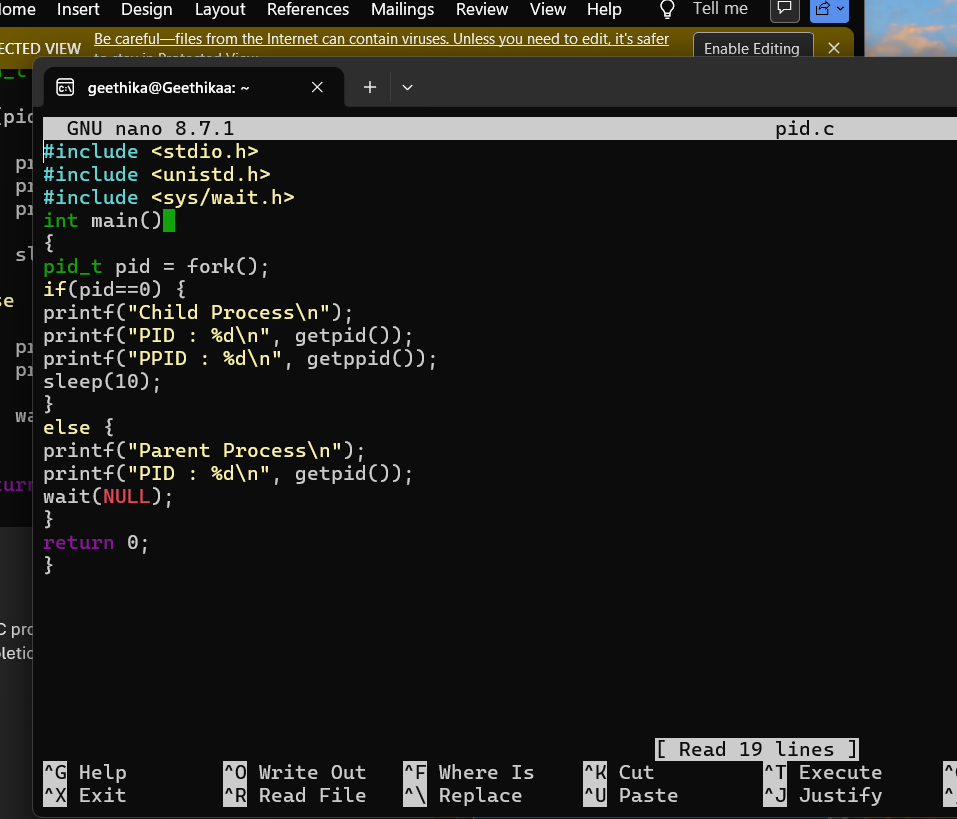 ome Insert Design Layout References Mailings Review View Help Tell me
ECTED VIEW Be careful—files from the Internet can contain viruses. Unless you need to edit, it's safer
Enable Editing
geethika@Geethikaa: ~
GNU nano 8.7.1 pid.c
#include <stdio.h>
#include <unistd.h>
#include <sys/wait.h>
int main()
{
pid_t pid = fork();
if(pid==0) {
printf("Child Process\n");
printf("PID : %d\n", getpid());
printf("PPID : %d\n", getppid());
sleep(10);
}
else {
printf("Parent Process\n");
printf("PID : %d\n", getpid());
wait(NULL);
}
return 0;
}
[ Read 19 lines ]
^G Help ^O Write Out ^F Where Is ^K Cut ^T Execute
^X Exit ^R Read File ^\ Replace ^U Paste ^J Justify